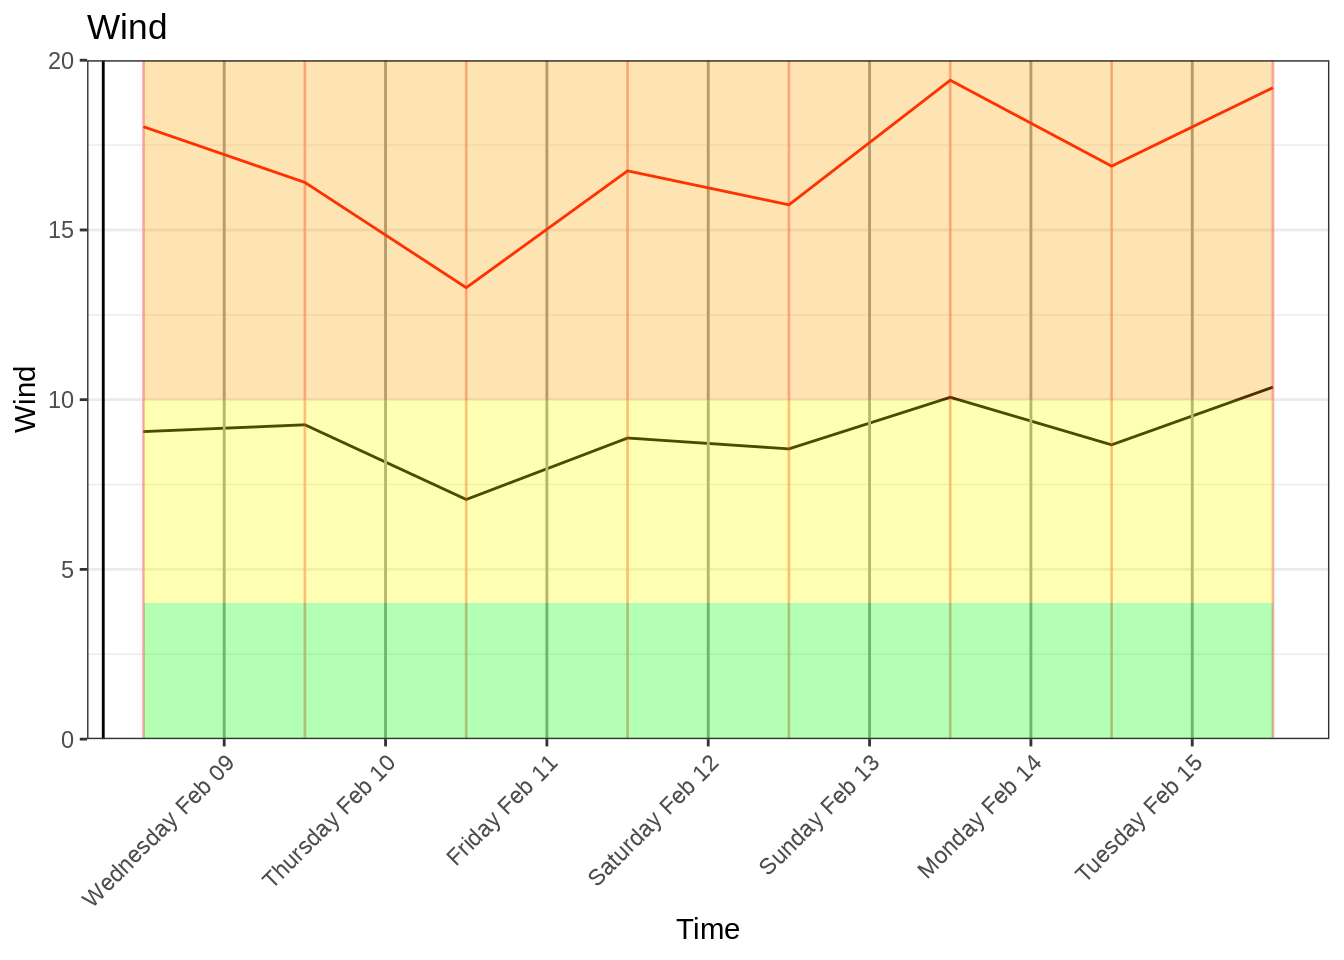 Wind
20
15
10
5
0
Wind
Wednesday Feb 09
Thursday Feb 10
Friday Feb 11
Saturday Feb 12
Sunday Feb 13
Monday Feb 14
Tuesday Feb 15
Time